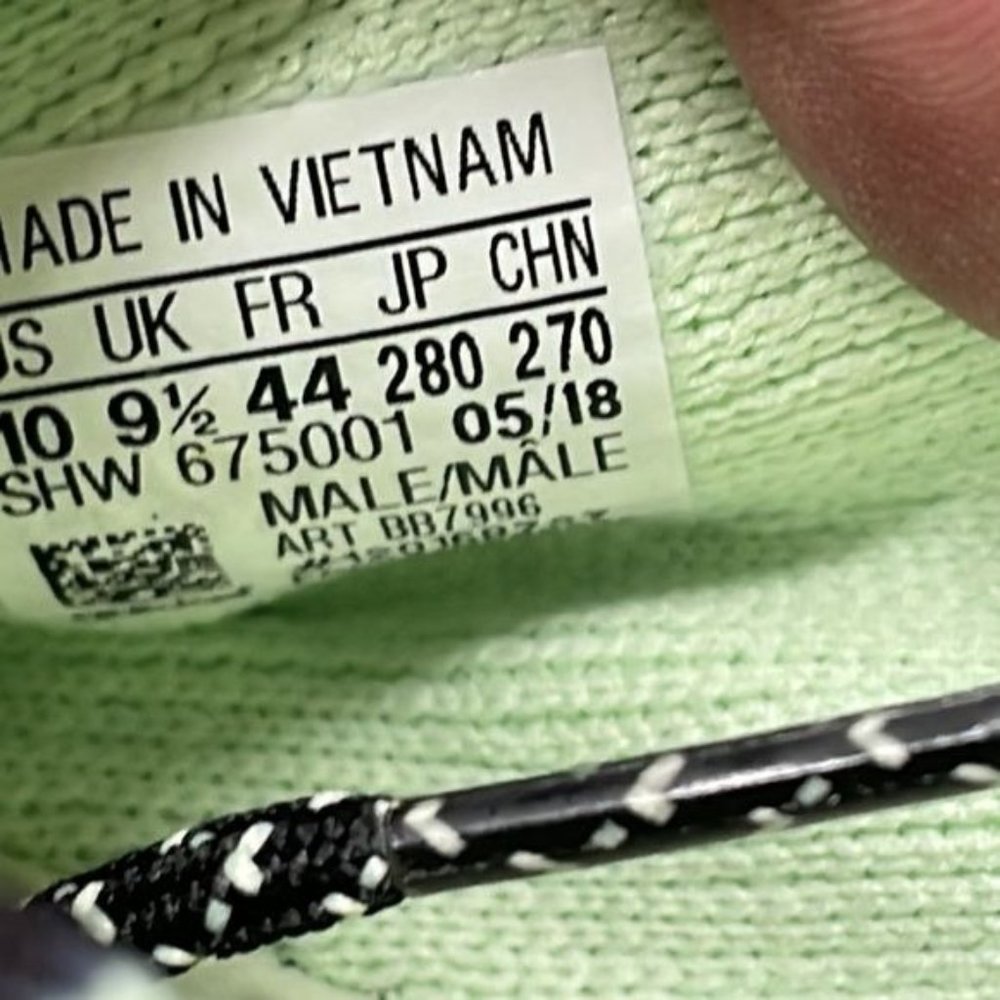 MADE IN VIETNAM
US UK FR JP CHN
10 9½ 44 280 270
SHW 675001 05/18
MALE/MÂLE
ART BB7996